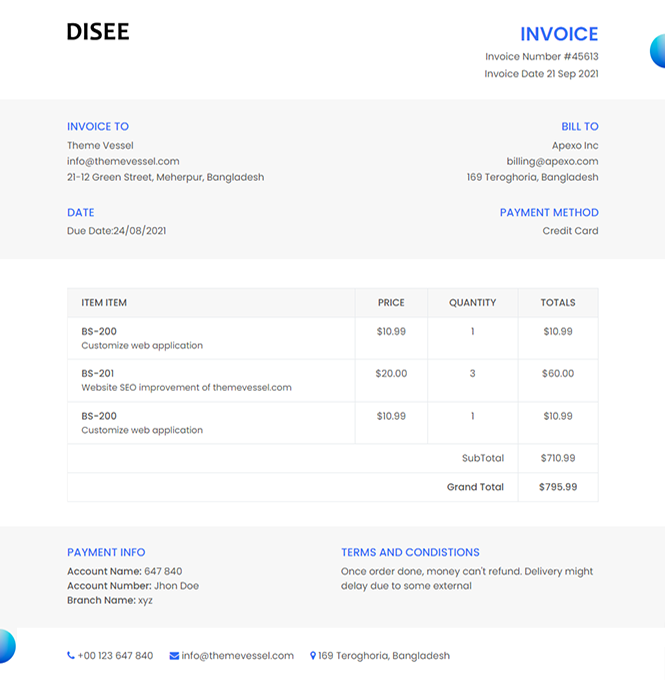 DISEE
INVOICE
Invoice Number #45613
Invoice Date 21 Sep 2021
INVOICE TO
Theme Vessel
info@themevessel.com
21-12 Green Street, Meherpur, Bangladesh
BILL TO
Apexo Inc
billing@apexo.com
169 Teroghoria, Bangladesh
DATE
Due Date:24/08/2021
PAYMENT METHOD
Credit Card
ITEM ITEM PRICE QUANTITY TOTALS
BS-200 $10.99 1 $10.99
Customize web application
BS-201 $20.00 3 $60.00
Website SEO improvement of themevessel.com
BS-200 $10.99 1 $10.99
Customize web application
SubTotal $710.99
Grand Total $795.99
PAYMENT INFO
Account Name: 647 840
Account Number: Jhon Doe
Branch Name: xyz
TERMS AND CONDISTIONS
Once order done, money can't refund. Delivery might
delay due to some external
+00 123 647 840 info@themevessel.com 169 Teroghoria, Bangladesh